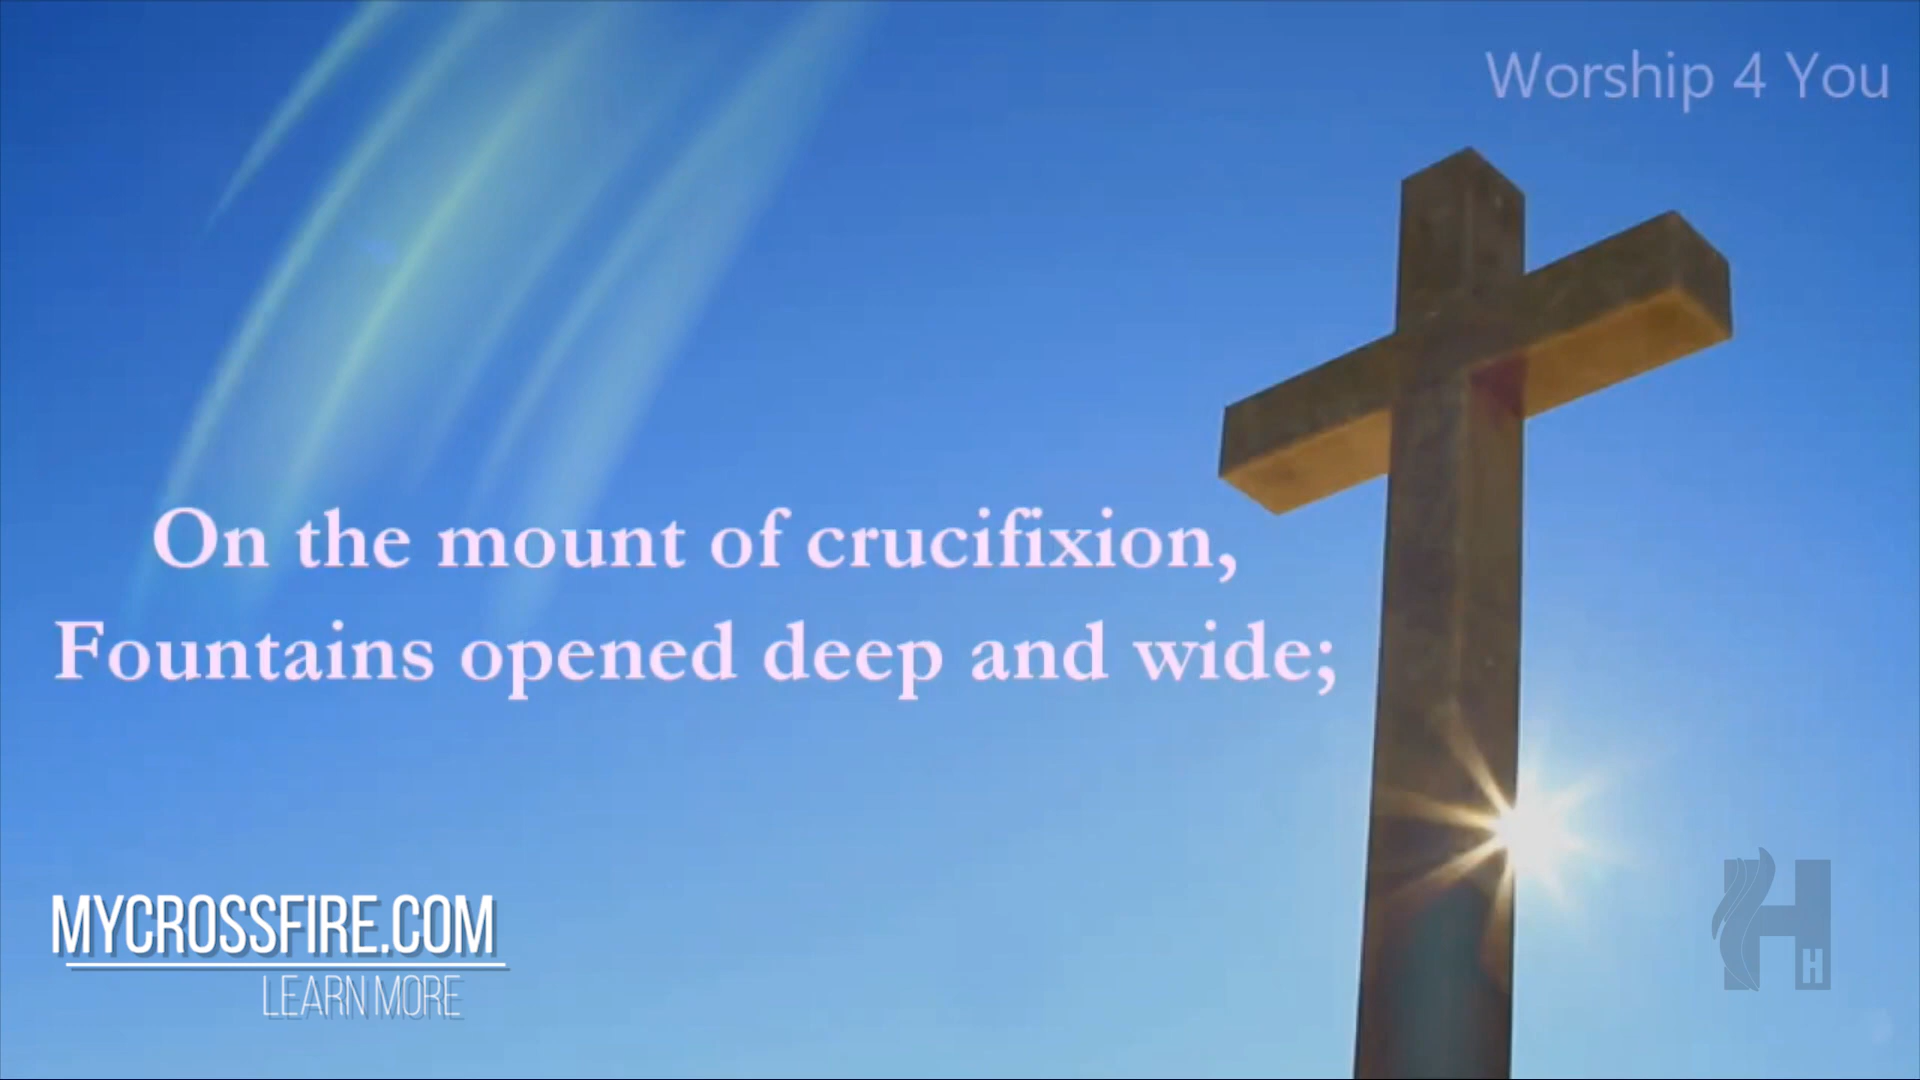 Worship 4 You
On the mount of crucifixion,
Fountains opened deep and wide;
MYCROSSFIRE.COM
LEARN MORE
H
H